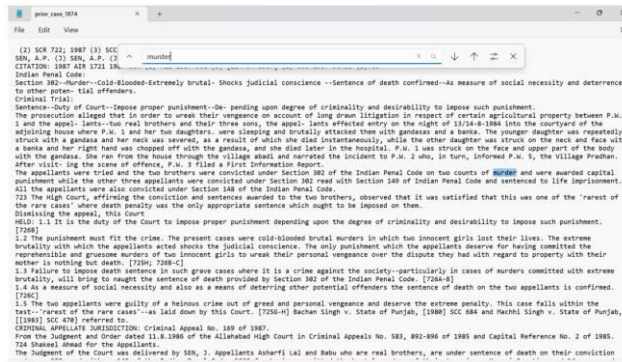 prior_case_1874
File Edit View
murder
(2) SCR 722; 1987 (3) SCC
SEN, A.P. (J) SEN, A.P. (J
CITATION: 1987 AIR 1721
Indian Penal Code:
Section 302--Murder--Cold-Blooded-Extremely brutal- Shocks judicial conscience --Sentence of death confirmed--As measure of social necessity and deterrence
to other poten- tial offenders.
Criminal Trial:
Sentence--Duty of Court--Impose proper punishment--De- pending upon degree of criminality and desirability to impose such punishment.
The prosecution alleged that in order to wreak their vengeance on account of long drawn litigation in respect of certain agricultural property between P.W.
1 and the appel- lants--two real brothers and their three sons, the appel- lants effected entry on the night of 13/14-8-1984 into the courtyard of the
adjoining house where P.W. 1 and her two daughters. were sleeping and brutally attacked them with gandasas and a banka. The younger daughter was repeatedly
struck with a gandasa and her neck was severed, as a result of which she died instantaneously, while the other daughter was struck on the neck and face wit
a banka and her right hand was chopped off with the gandasa, and she died later in the hospital. P.W. 1 was struck on the face and upper part of the body
with the gandasa. She ran from the house through the village abadi and narrated the incident to P.W. 2 who, in turn, informed P.W. 5, the Village Pradhan.
After visit- ing the scene of offence, P.W. 3 filed a First Information Report.
The appellants were tried and the two brothers were convicted under Section 302 of the Indian Penal Code on two counts of murder and were awarded capital
punishment while the other three appellants were convicted under Section 302 read with Section 149 of Indian Penal Code and sentenced to life imprisonment.
All the appellants were also convicted under Section 148 of the Indian Penal Code.
723 The High Court, affirming the conviction and sentences awarded to the two brothers, observed that it was satisfied that this was one of the 'rarest of
the rare cases' where death penalty was the only appropriate sentence which ought to be imposed on them.
Dismissing the appeal, this Court
HELD: 1.1 It is the duty of the Court to impose proper punishment depending upon the degree of criminality and desirability to impose such punishment.
[726B]
1.2 The punishment must fit the crime. The present cases were cold-blooded brutal murders in which two innocent girls lost their lives. The extreme
brutality with which the appellants acted shocks the judicial conscience. The only punishment which the appellants deserve for having committed the
reprehensible and gruesome murders of two innocent girls to wreak their personal vengeance over the dispute they had with regard to property with their
mother is nothing but death. [725H; 726B-C]
1.3 Failure to impose death sentence in such grave cases where it is a crime against the society--particularly in cases of murders committed with extreme
brutality, will bring to naught the sentence of death provided by Section 302 of the Indian Penal Code. [726A-B]
1.4 As a measure of social necessity and also as a means of deterring other potential offenders the sentence of death on the two appellants is confirmed.
[726C]
1.5 The two appellants were guilty of a heinous crime out of greed and personal vengeance and deserve the extreme penalty. This case falls within the
test--'rarest of the rare cases'--as laid down by this Court. [725G-H] Bachan Singh v. State of Punjab, [1980] SCC 684 and Machhi Singh v. State of Punjab,
[[1983] SCC 470] referred to.
CRIMINAL APPELLATE JURISDICTION: Criminal Appeal No. 169 of 1987.
From the Judgment and Order dated 11.8.1986 of the Allahabad High Court in Criminal Appeals No. 583, 892-896 of 1985 and Capital Reference No. 2 of 1985.
724 Shakeel Ahmed for the Appellants.
The Judgment of the Court was delivered by SEN, J. Appellants Asharfi Lal and Babu who are real brothers, are under sentence of death on their conviction